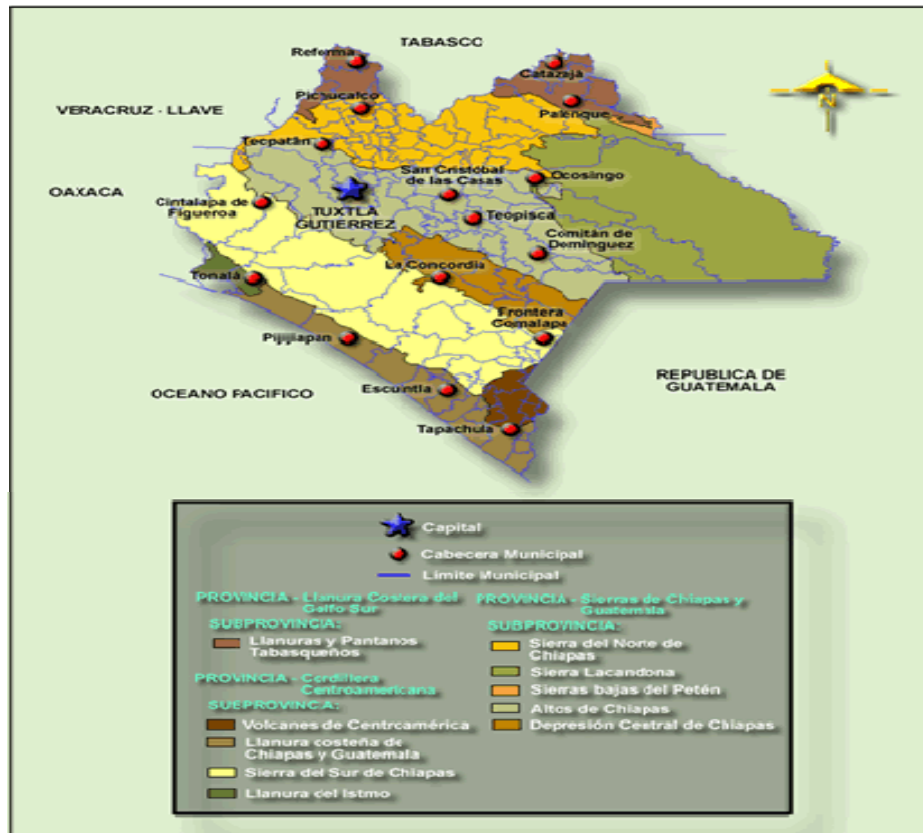 TABASCO
Reforma
Catazajá
Pichucalco
Palenque
VERACRUZ - LLAVE
Tecpatán
San Cristobal
de las Casas
Ocosingo
OAXACA
Cintalapa de
Figueroa
TUXTLA
GUTIERREZ
Teopisca
Comitán de
Dominguez
La Concordia
Tonalá
Frontera
Comalapa
Pijijiapan
REPUBLICA DE
GUATEMALA
OCEANO PACIFICO
Escuintla
Tapachula
N
Capital
Cabecera Municipal
Límite Municipal
PROVINCIA - Llanura Costera del
Golfo Sur
SUBPROVINCIA:
Llanuras y Pantanos
Tabasqueños
PROVINCIA - Cordillera
Centroamericana
SUBPROVINCIA:
Volcanes de Centroamérica
Llanura costeña de
Chiapas y Guatemala
Sierra del Sur de Chiapas
Llanura del Istmo
PROVINCIA - Sierras de Chiapas y
Guatemala
SUBPROVINCIA:
Sierra del Norte de
Chiapas
Sierra Lacandona
Sierras bajas del Petén
Altos de Chiapas
Depresión Central de Chiapas